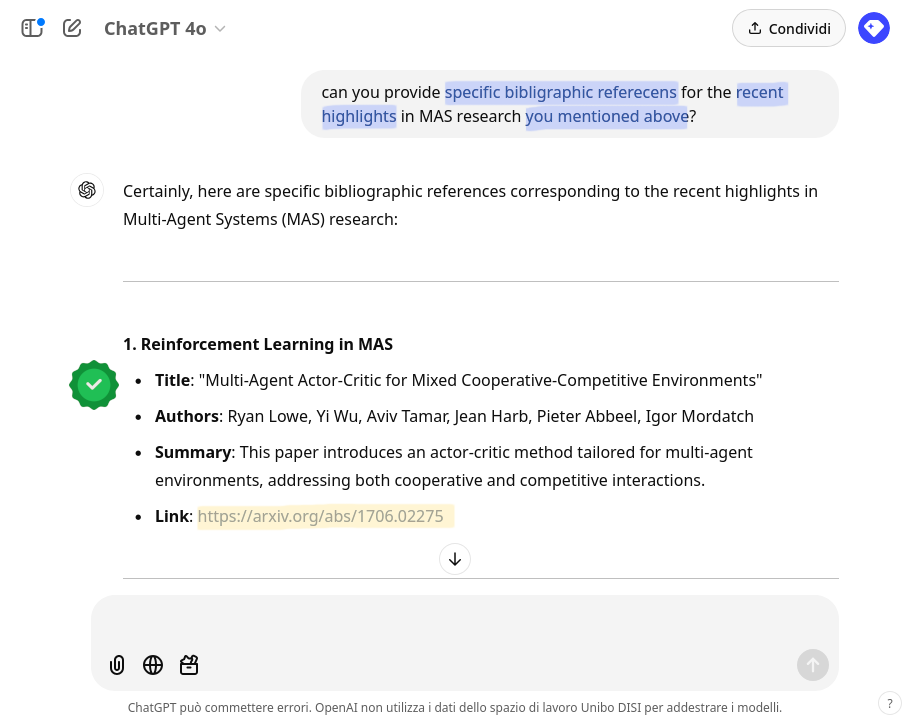 ChatGPT 4o
Condividi
can you provide specific bibligraphic referecens for the recent
highlights in MAS research you mentioned above?
Certainly, here are specific bibliographic references corresponding to the recent highlights in
Multi-Agent Systems (MAS) research:
1. Reinforcement Learning in MAS
• Title: "Multi-Agent Actor-Critic for Mixed Cooperative-Competitive Environments"
• Authors: Ryan Lowe, Yi Wu, Aviv Tamar, Jean Harb, Pieter Abbeel, Igor Mordatch
• Summary: This paper introduces an actor-critic method tailored for multi-agent
environments, addressing both cooperative and competitive interactions.
• Link: https://arxiv.org/abs/1706.02275
ChatGPT può commettere errori. OpenAI non utilizza i dati dello spazio di lavoro Unibo DISI per addestrare i modelli.
?